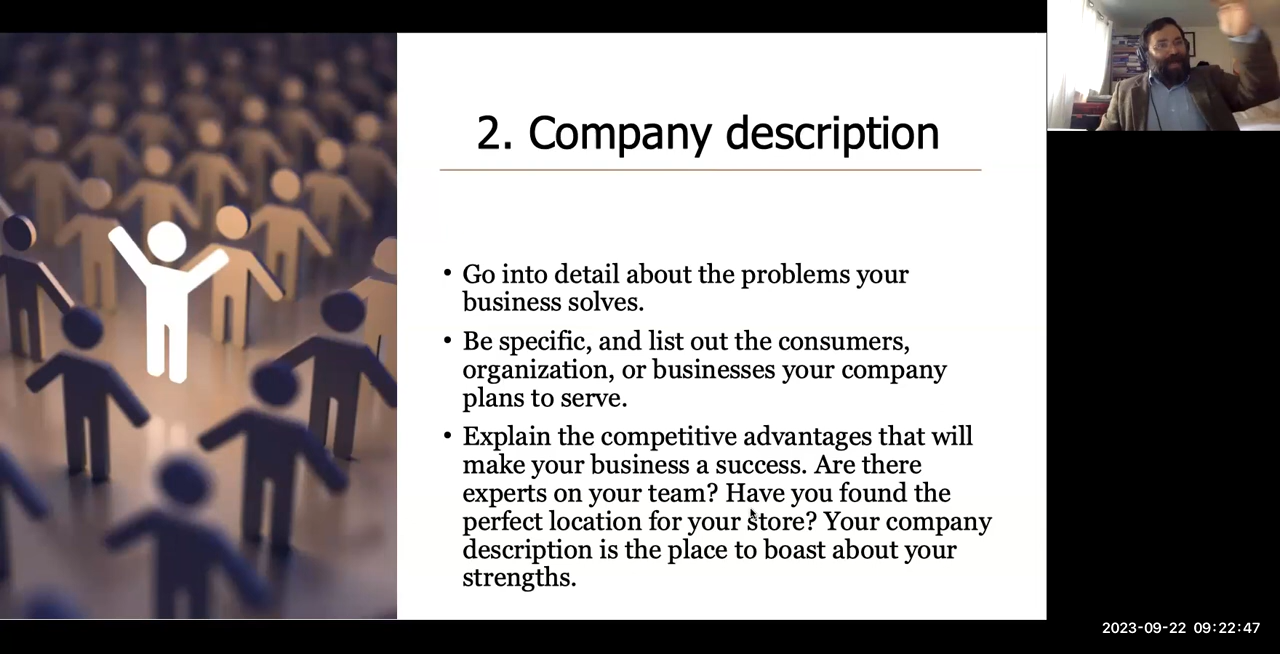 2. Company description
• Go into detail about the problems your
business solves.
• Be specific, and list out the consumers,
organization, or businesses your company
plans to serve.
• Explain the competitive advantages that will
make your business a success. Are there
experts on your team? Have you found the
perfect location for your store? Your company
description is the place to boast about your
strengths.
2023-09-22 09:22:47